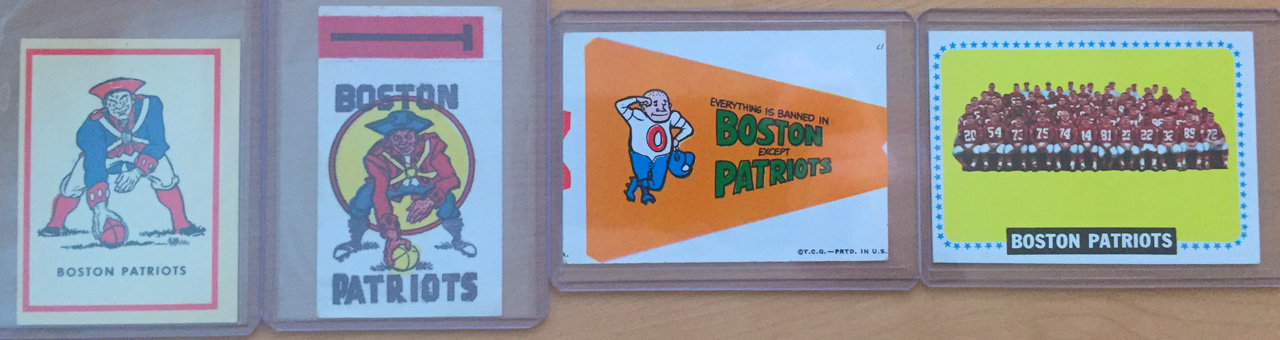 BOSTON PATRIOTS
BOSTON
PATRIOTS
EVERYTHING IS BANNED IN
BOSTON
EXCEPT
PATRIOTS
©T.C.G.—PRTD. IN U.S.
20 54 73 75 74 14 81 23 22 32 89 72
BOSTON PATRIOTS